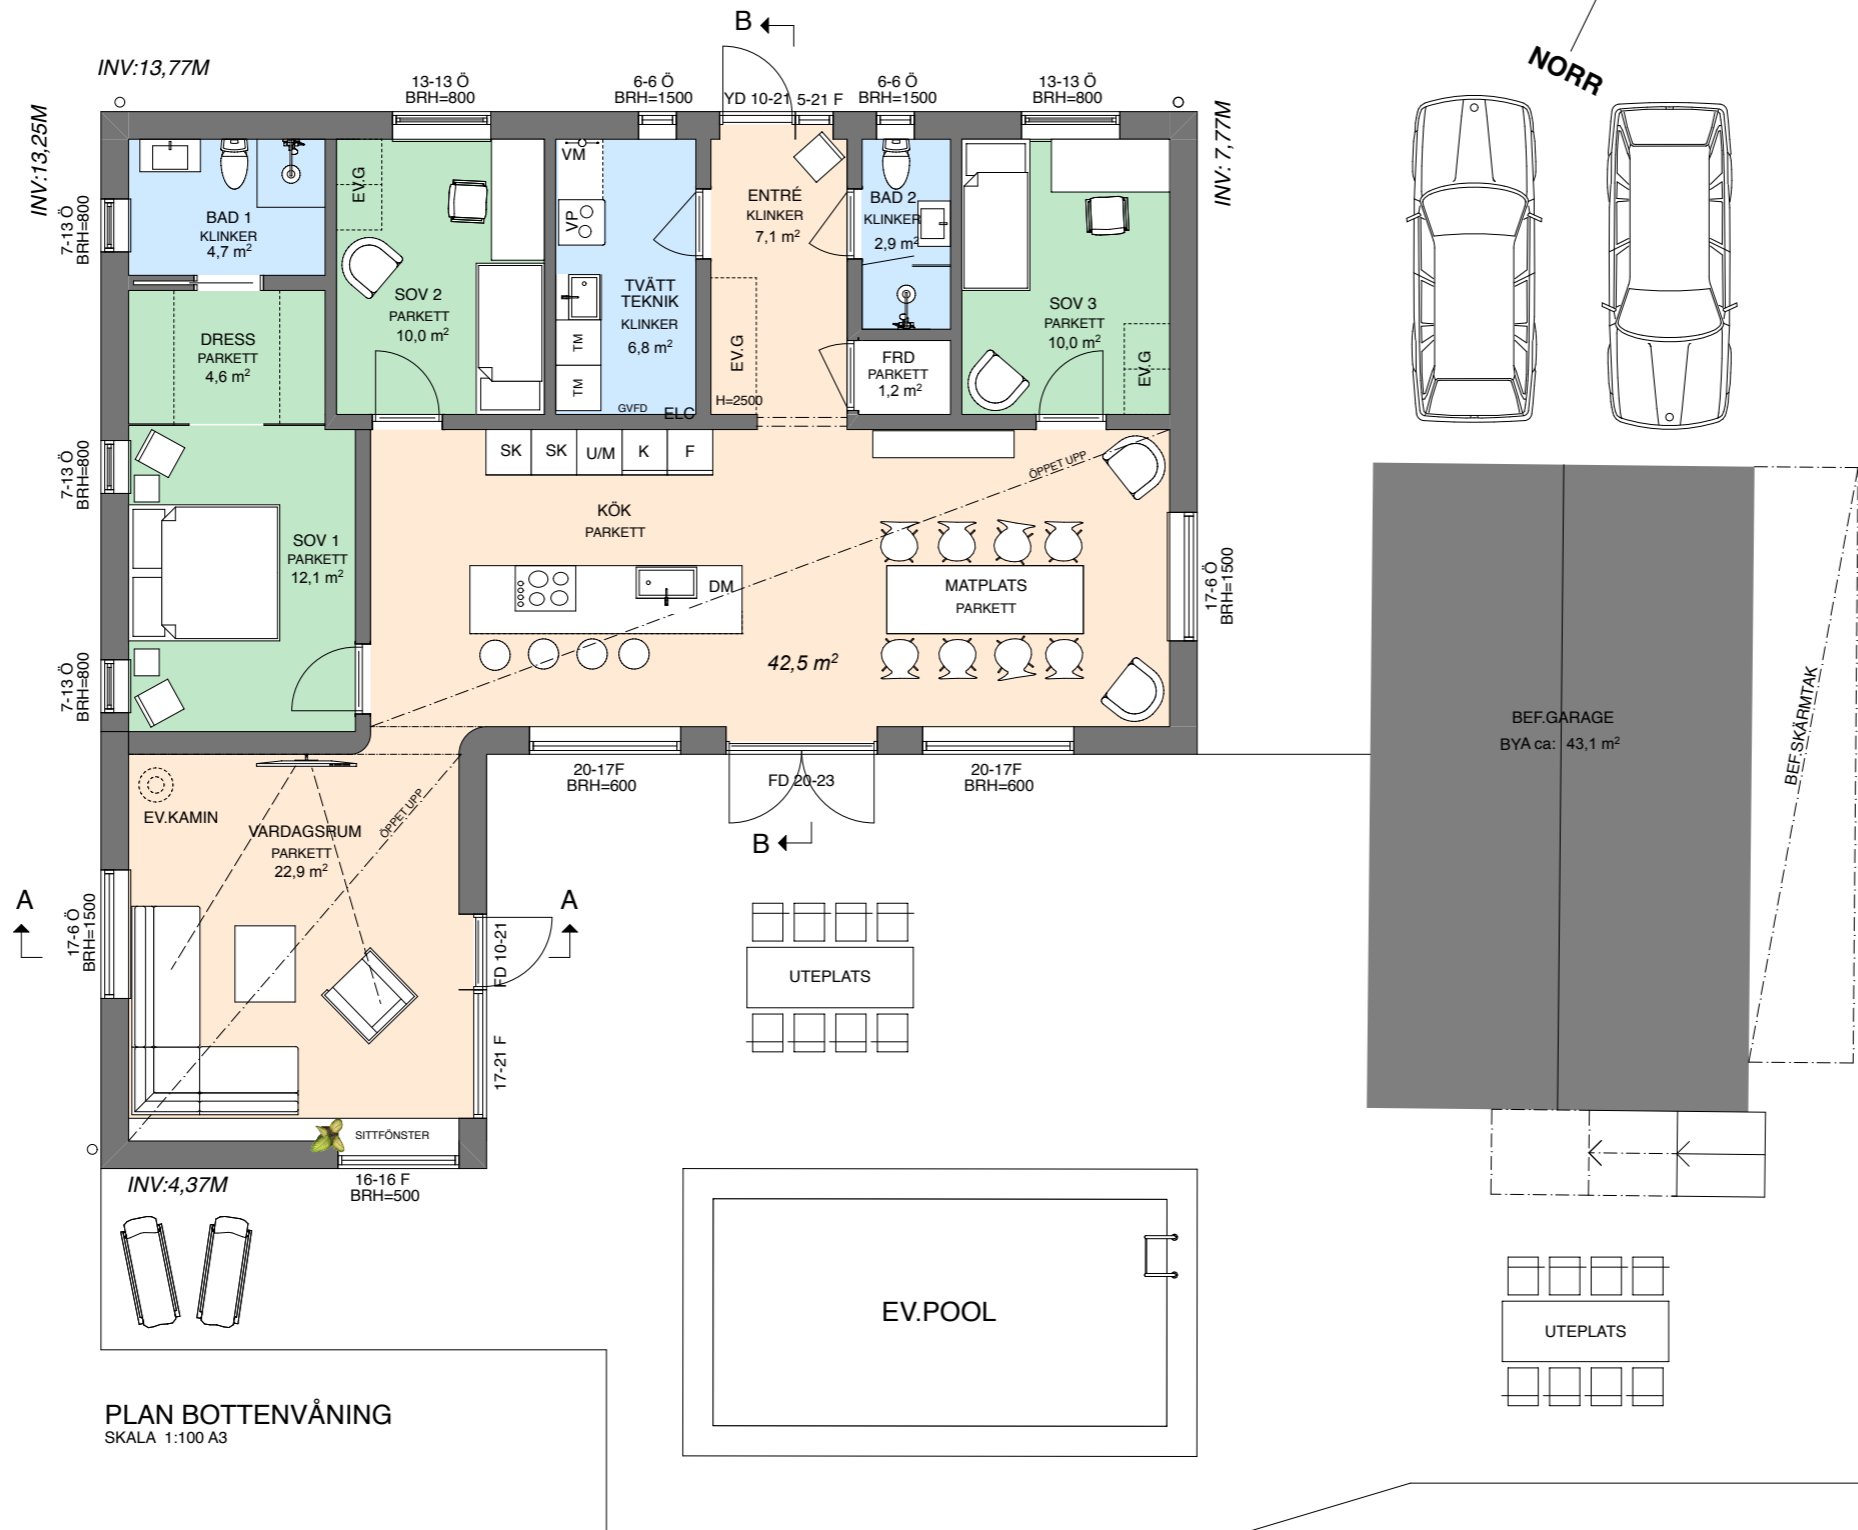 B
NORR
INV:13,77M
13-13 Ö
BRH=800
6-6 Ö
BRH=1500
YD 10-21
5-21 F
6-6 Ö
BRH=1500
13-13 Ö
BRH=800
INV:13,25M
INV: 7,77M
7-13 Ö
BRH=800
BAD 1
KLINKER
4,7 m²
EV.G
SOV 2
PARKETT
10,0 m²
VM
VP
TVÄTT
TEKNIK
KLINKER
6,8 m²
TM
TM
GVFD
ELC
ENTRÉ
KLINKER
7,1 m²
EV.G
H=2500
BAD 2
KLINKER
2,9 m²
FRD
PARKETT
1,2 m²
SOV 3
PARKETT
10,0 m²
EV.G
DRESS
PARKETT
4,6 m²
7-13 Ö
BRH=800
SOV 1
PARKETT
12,1 m²
7-13 Ö
BRH=800
SK
SK
U/M
K
F
KÖK
PARKETT
DM
ÖPPET UPP
MATPLATS
PARKETT
42,5 m²
17-6 Ö
BRH=1500
BEF.GARAGE
BYA ca: 43,1 m²
BEF.SKÄRMTAK
20-17F
BRH=600
FD 20-23
20-17F
BRH=600
B
EV.KAMIN
VARDAGSRUM
PARKETT
22,9 m²
ÖPPET UPP
A
17-6 Ö
BRH=1500
A
FD 10-21
17-21 F
SITTFÖNSTER
UTEPLATS
INV:4,37M
16-16 F
BRH=500
EV.POOL
UTEPLATS
PLAN BOTTENVÅNING
SKALA 1:100 A3